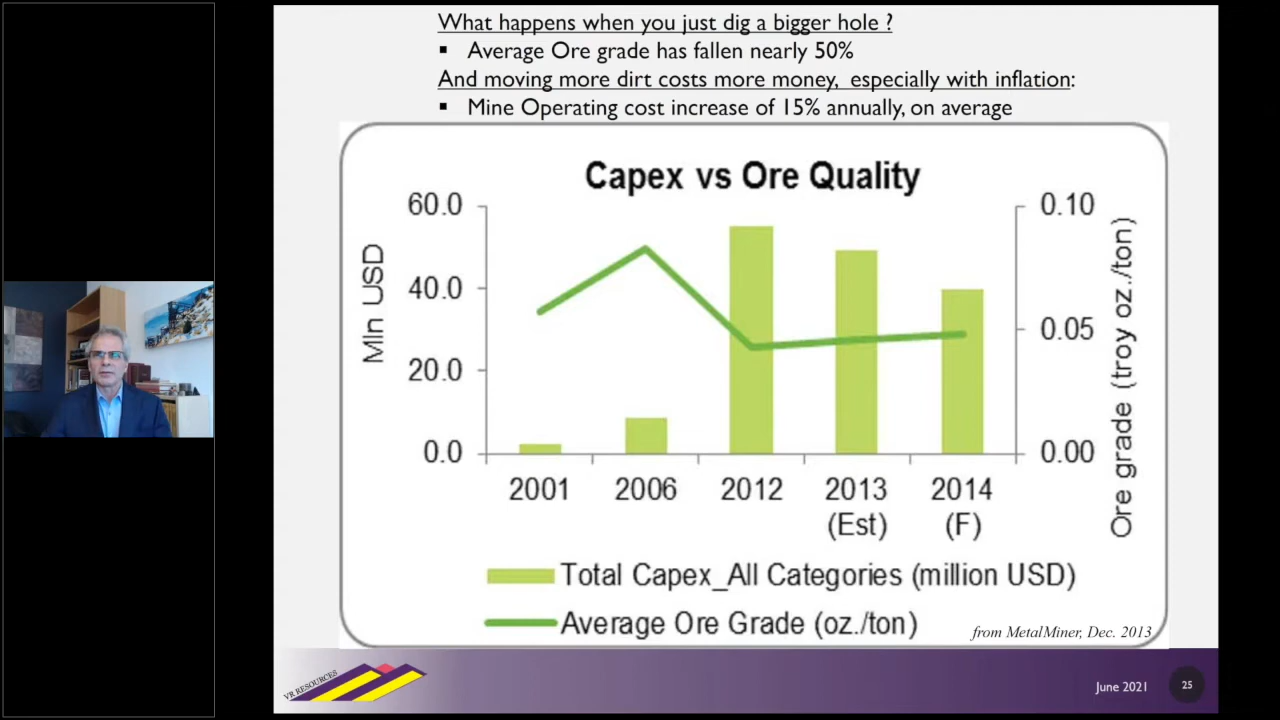 What happens when you just dig a bigger hole ?
▪ Average Ore grade has fallen nearly 50%
And moving more dirt costs more money, especially with inflation:
▪ Mine Operating cost increase of 15% annually, on average
Capex vs Ore Quality
60.0
40.0
20.0
0.0
Mln USD
0.10
0.05
0.00
Ore grade (troy oz./ton)
2001 2006 2012 2013 2014
(Est) (F)
Total Capex_All Categories (million USD)
Average Ore Grade (oz./ton)
from MetalMiner, Dec. 2013
VR RESOURCES
June 2021 25